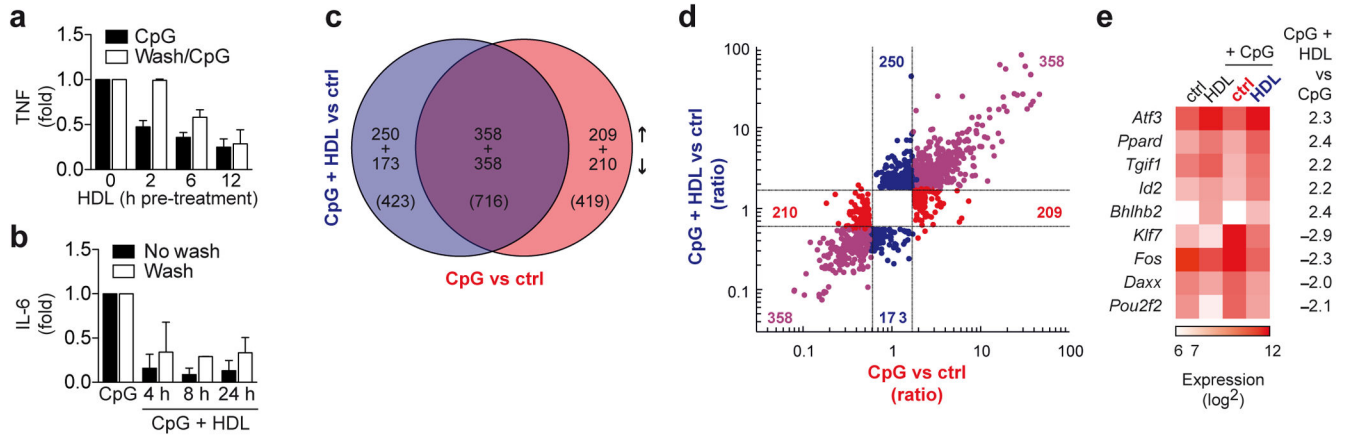 a
1.5
1.0
0.5
0.0
TNF
(fold)
CpG
Wash/CpG
0 2 6 12
HDL (h pre-treatment)
b
1.5
1.0
0.5
0.0
IL-6
(fold)
No wash
Wash
CpG 4 h 8 h 24 h
CpG + HDL
c
CpG + HDL vs ctrl
250
+
173
(423)
358
+
358
(716)
209
+
210
(419)
↑
↓
CpG vs ctrl
d
CpG + HDL vs ctrl
(ratio)
100
10
1
0.1
250
358
210
209
358
17 3
0.1 1 10 100
CpG vs ctrl
(ratio)
e
CpG +
HDL
vs
CpG
+ CpG
ctrl HDL ctrl HDL
Atf3 2.3
Ppard 2.4
Tgif1 2.2
Id2 2.2
Bhlhb2 2.4
Klf7 –2.9
Fos –2.3
Daxx –2.0
Pou2f2 –2.1
6 7 12
Expression
(log2)